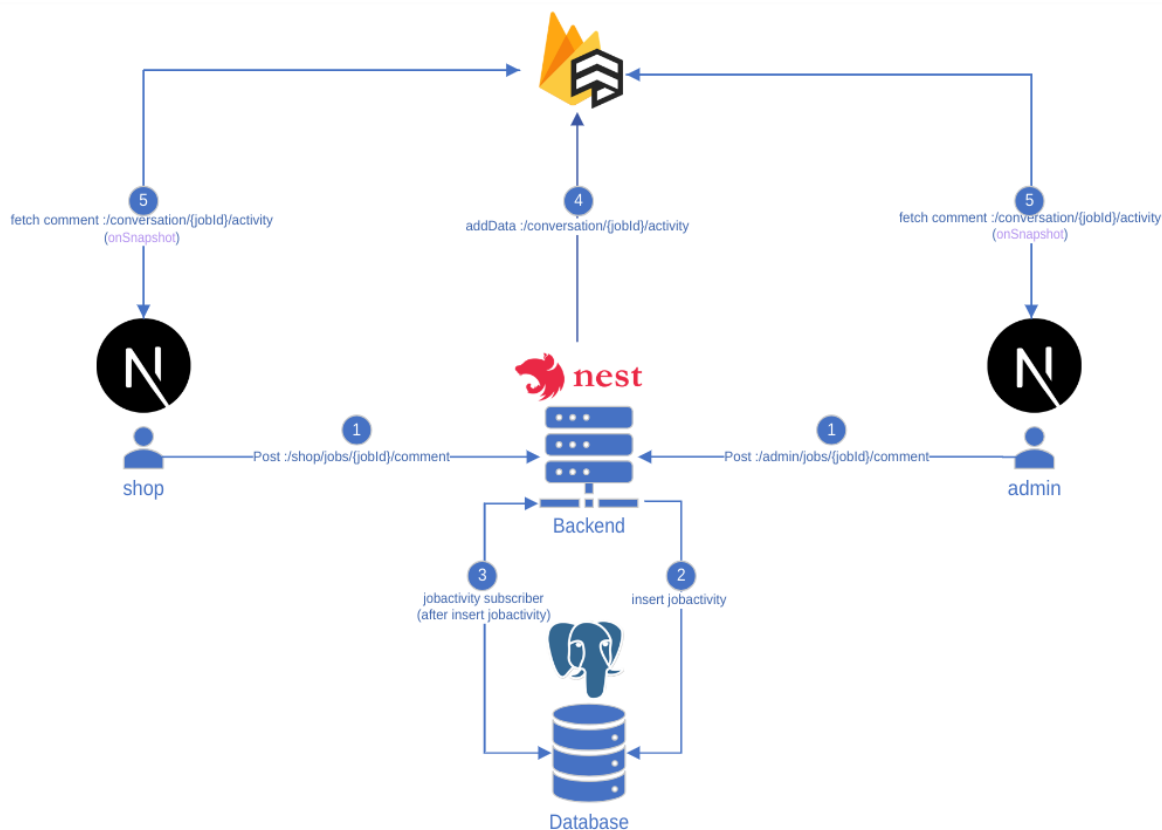 5
fetch comment :/conversation/{jobId}/activity
(onSnapshot)
4
addData :/conversation/{jobId}/activity
5
fetch comment :/conversation/{jobId}/activity
(onSnapshot)
N
N
nest
1
Post :/shop/jobs/{jobId}/comment
1
Post :/admin/jobs/{jobId}/comment
shop
admin
Backend
3
jobactivity subscriber
(after insert jobactivity)
2
insert jobactivity
Database